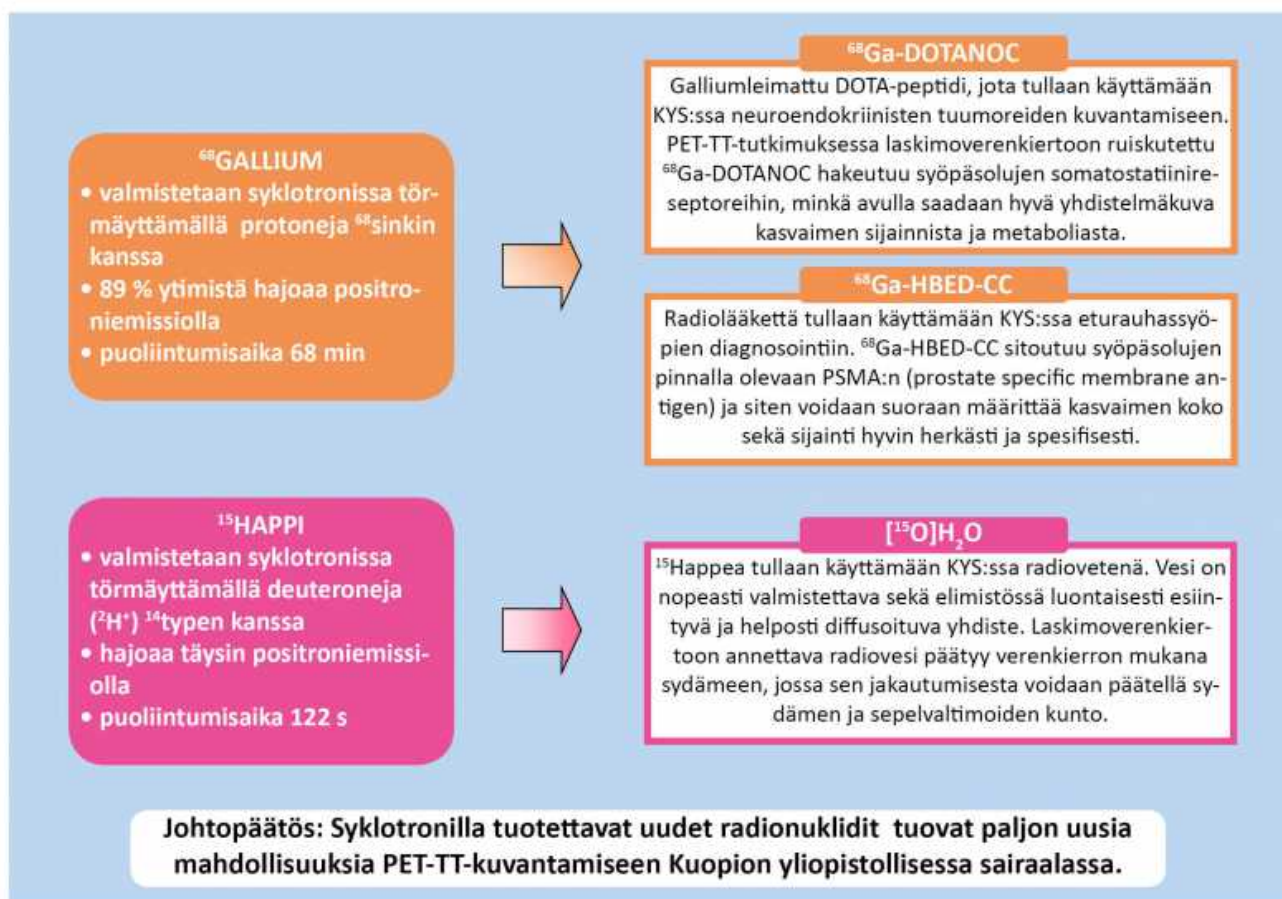 ⁶⁸GALLIUM
• valmistetaan syklotronissa tör-
mäyttämällä protoneja ⁶⁸sinkin
kanssa
• 89 % ytimistä hajoaa positro-
niemissiolla
• puoliintumisaika 68 min
⁶⁸Ga-DOTANOC
Galliumleimattu DOTA-peptidi, jota tullaan käyttämään
KYS:ssa neuroendokriinisten tuumoreiden kuvantamiseen.
PET-TT-tutkimuksessa laskimoverenkiertoon ruiskutettu
⁶⁸Ga-DOTANOC hakeutuu syöpäsolujen somatostatiinire-
septoreihin, minkä avulla saadaan hyvä yhdistelmäkuva
kasvaimen sijainnista ja metaboliasta.
⁶⁸Ga-HBED-CC
Radiolääkettä tullaan käyttämään KYS:ssa eturauhassyö-
pien diagnosointiin. ⁶⁸Ga-HBED-CC sitoutuu syöpäsolujen
pinnalla olevaan PSMA:n (prostate specific membrane an-
tigen) ja siten voidaan suoraan määrittää kasvaimen koko
sekä sijainti hyvin herkästi ja spesifisesti.
¹⁵HAPPI
• valmistetaan syklotronissa
törmäyttämällä deuteroneja
(²H⁺) ¹⁴typen kanssa
• hajoaa täysin positroniemissi-
olla
• puoliintumisaika 122 s
[¹⁵O]H₂O
¹⁵Happea tullaan käyttämään KYS:ssa radiovetenä. Vesi on
nopeasti valmistettava sekä elimistössä luontaisesti esiin-
tyvä ja helposti diffusoituva yhdiste. Laskimoverenkier-
toon annettava radiovesi päätyy verenkierron mukana
sydämeen, jossa sen jakautumisesta voidaan päätellä sy-
dämen ja sepelvaltimoiden kunto.
Johtopäätös: Syklotronilla tuotettavat uudet radionuklidit tuovat paljon uusia
mahdollisuuksia PET-TT-kuvantamiseen Kuopion yliopistollisessa sairaalassa.